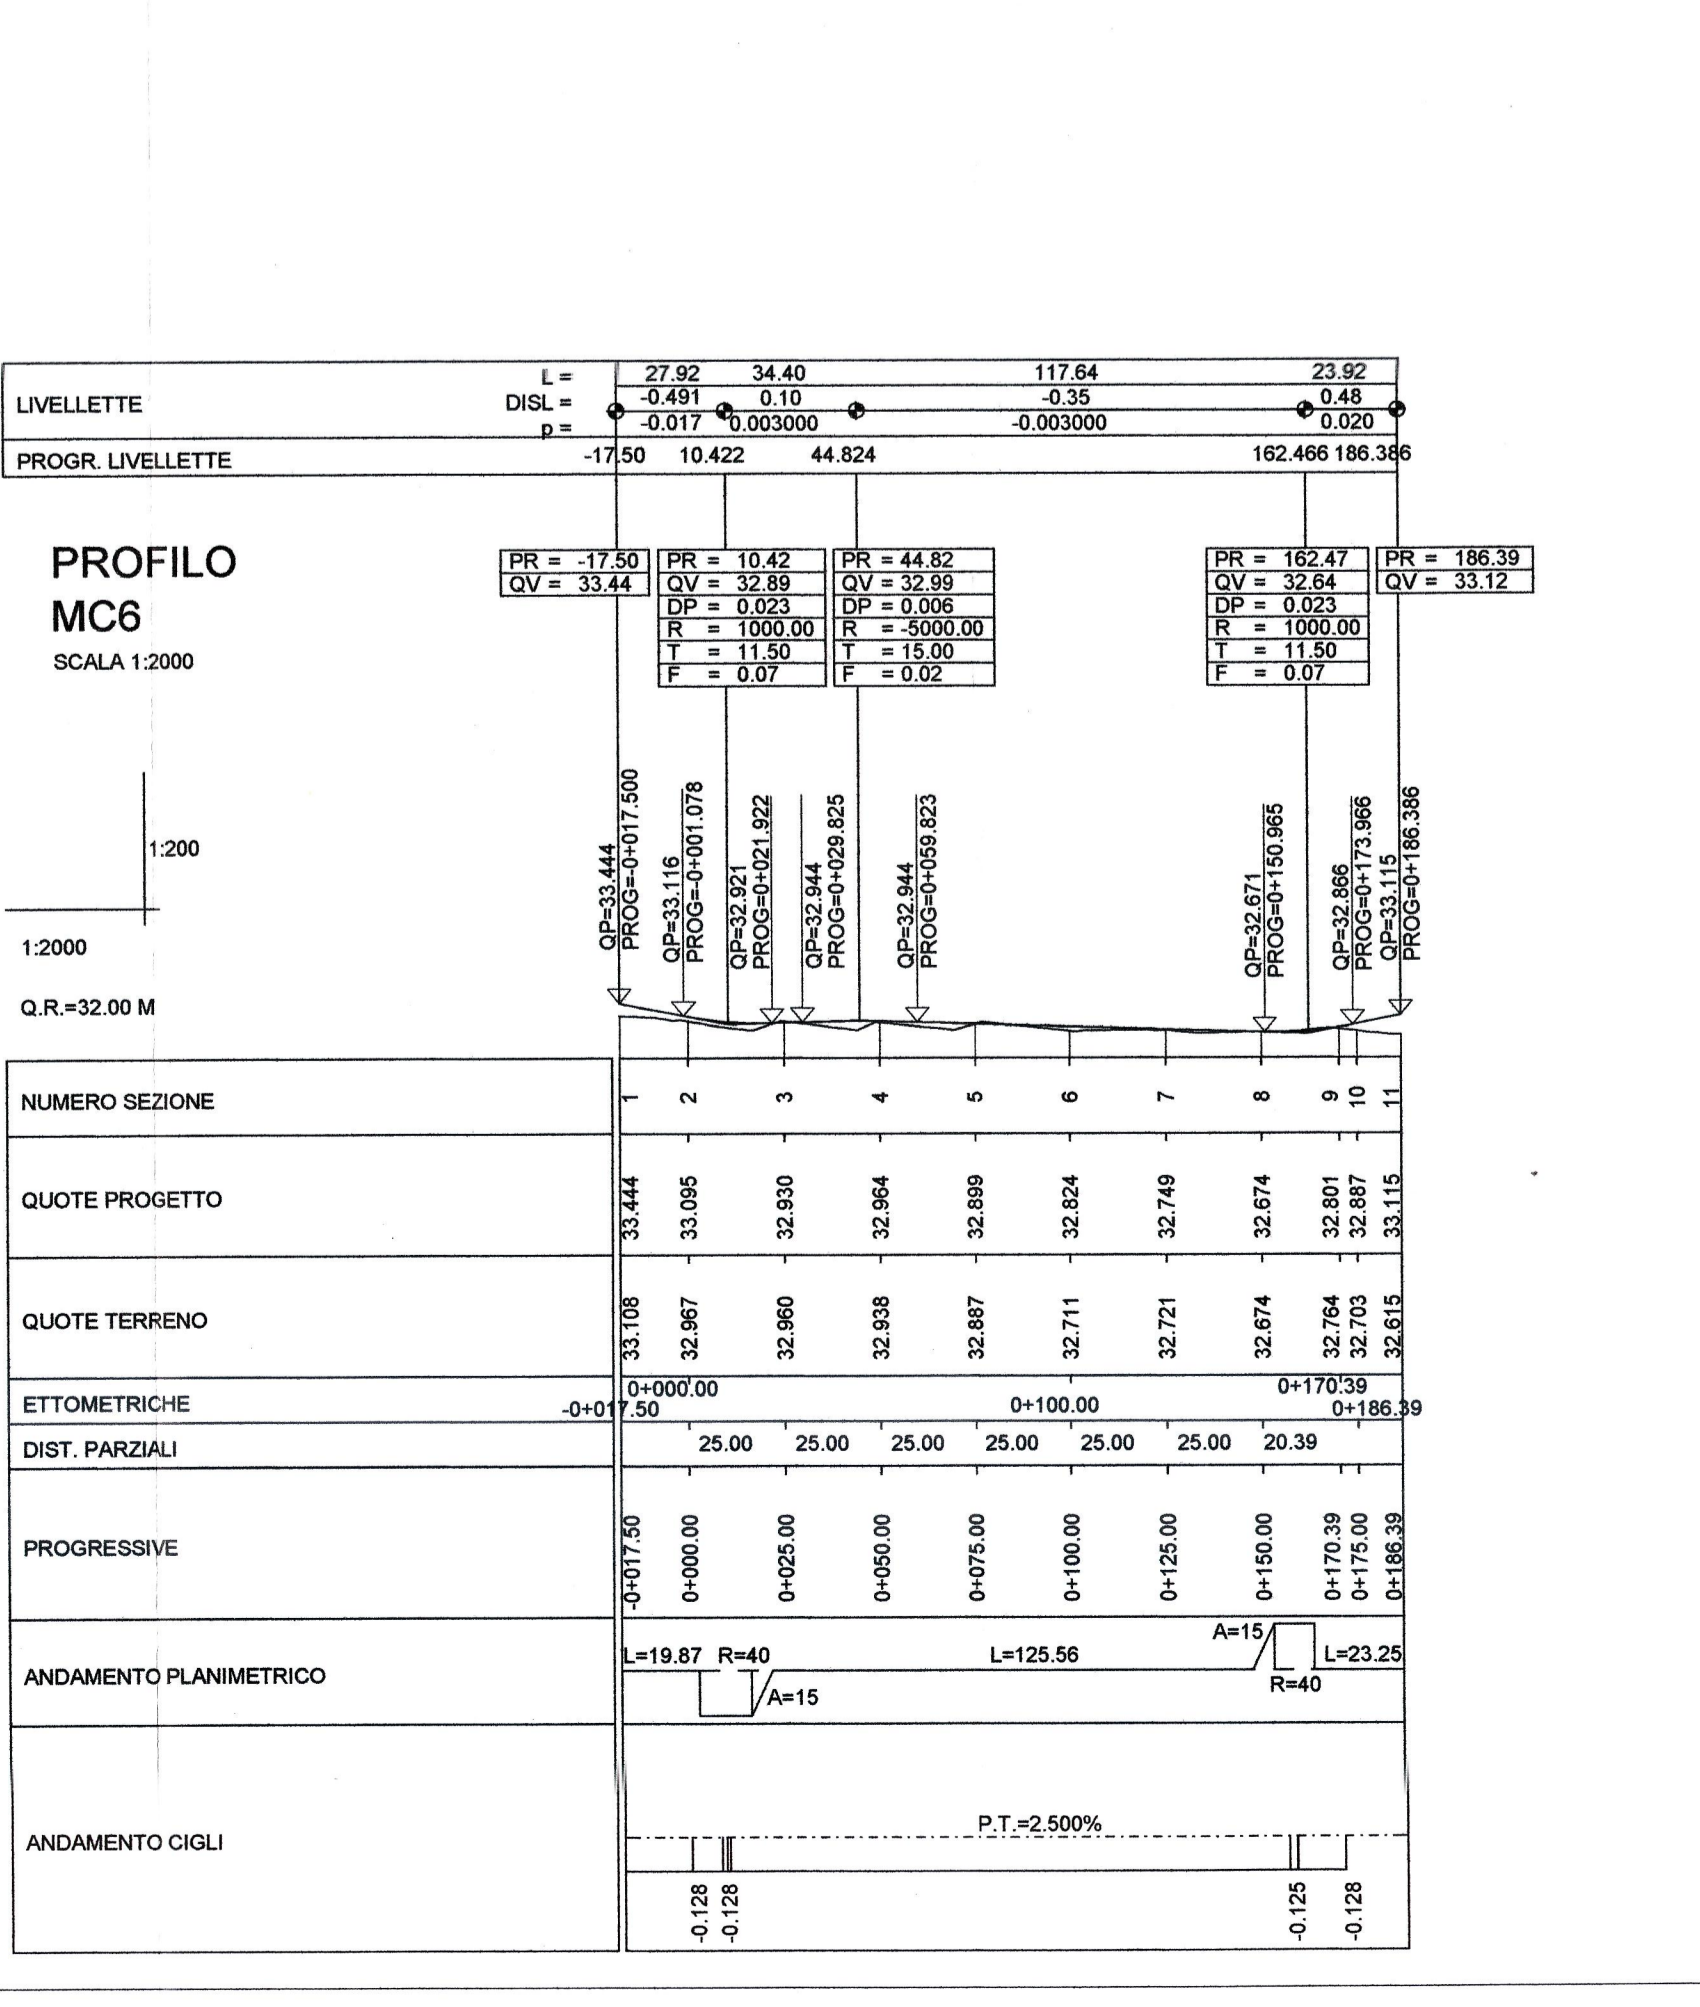 L = 27.92 34.40 117.64 23.92
LIVELLETTE DISL = -0.491 0.10 -0.35 0.48
p = -0.017 0.003000 -0.003000 0.020
PROGR. LIVELLETTE -17.50 10.422 44.824 162.466 186.386
PROFILO
MC6
SCALA 1:2000
PR = -17.50
QV = 33.44
PR = 10.42
QV = 32.89
DP = 0.023
R = 1000.00
T = 11.50
F = 0.07
PR = 44.82
QV = 32.99
DP = 0.006
R = -5000.00
T = 15.00
F = 0.02
PR = 162.47
QV = 32.64
DP = 0.023
R = 1000.00
T = 11.50
F = 0.07
PR = 186.39
QV = 33.12
1:200
1:2000
Q.R.=32.00 M
QP=33.444
PROG=-0+017.500
QP=33.116
PROG=-0+001.078
QP=32.921
PROG=0+021.922
QP=32.944
PROG=0+029.825
QP=32.944
PROG=0+059.823
QP=32.671
PROG=0+150.965
QP=32.866
PROG=0+173.966
QP=33.115
PROG=0+186.386
NUMERO SEZIONE 1 2 3 4 5 6 7 8 9 10 11
QUOTE PROGETTO 33.444 33.095 32.930 32.964 32.899 32.824 32.749 32.674 32.801 32.887 33.115
QUOTE TERRENO 33.108 32.967 32.960 32.938 32.887 32.711 32.721 32.674 32.764 32.703 32.615
ETTOMETRICHE -0+017.50 0+000.00 0+100.00 0+170.39 0+186.39
DIST. PARZIALI 25.00 25.00 25.00 25.00 25.00 25.00 20.39
PROGRESSIVE -0+017.50 0+000.00 0+025.00 0+050.00 0+075.00 0+100.00 0+125.00 0+150.00 0+170.39 0+175.00 0+186.39
ANDAMENTO PLANIMETRICO L=19.87 R=40 A=15 L=125.56 A=15 R=40 L=23.25
ANDAMENTO CIGLI P.T.=2.500%
-0.128 -0.128 -0.125 -0.128